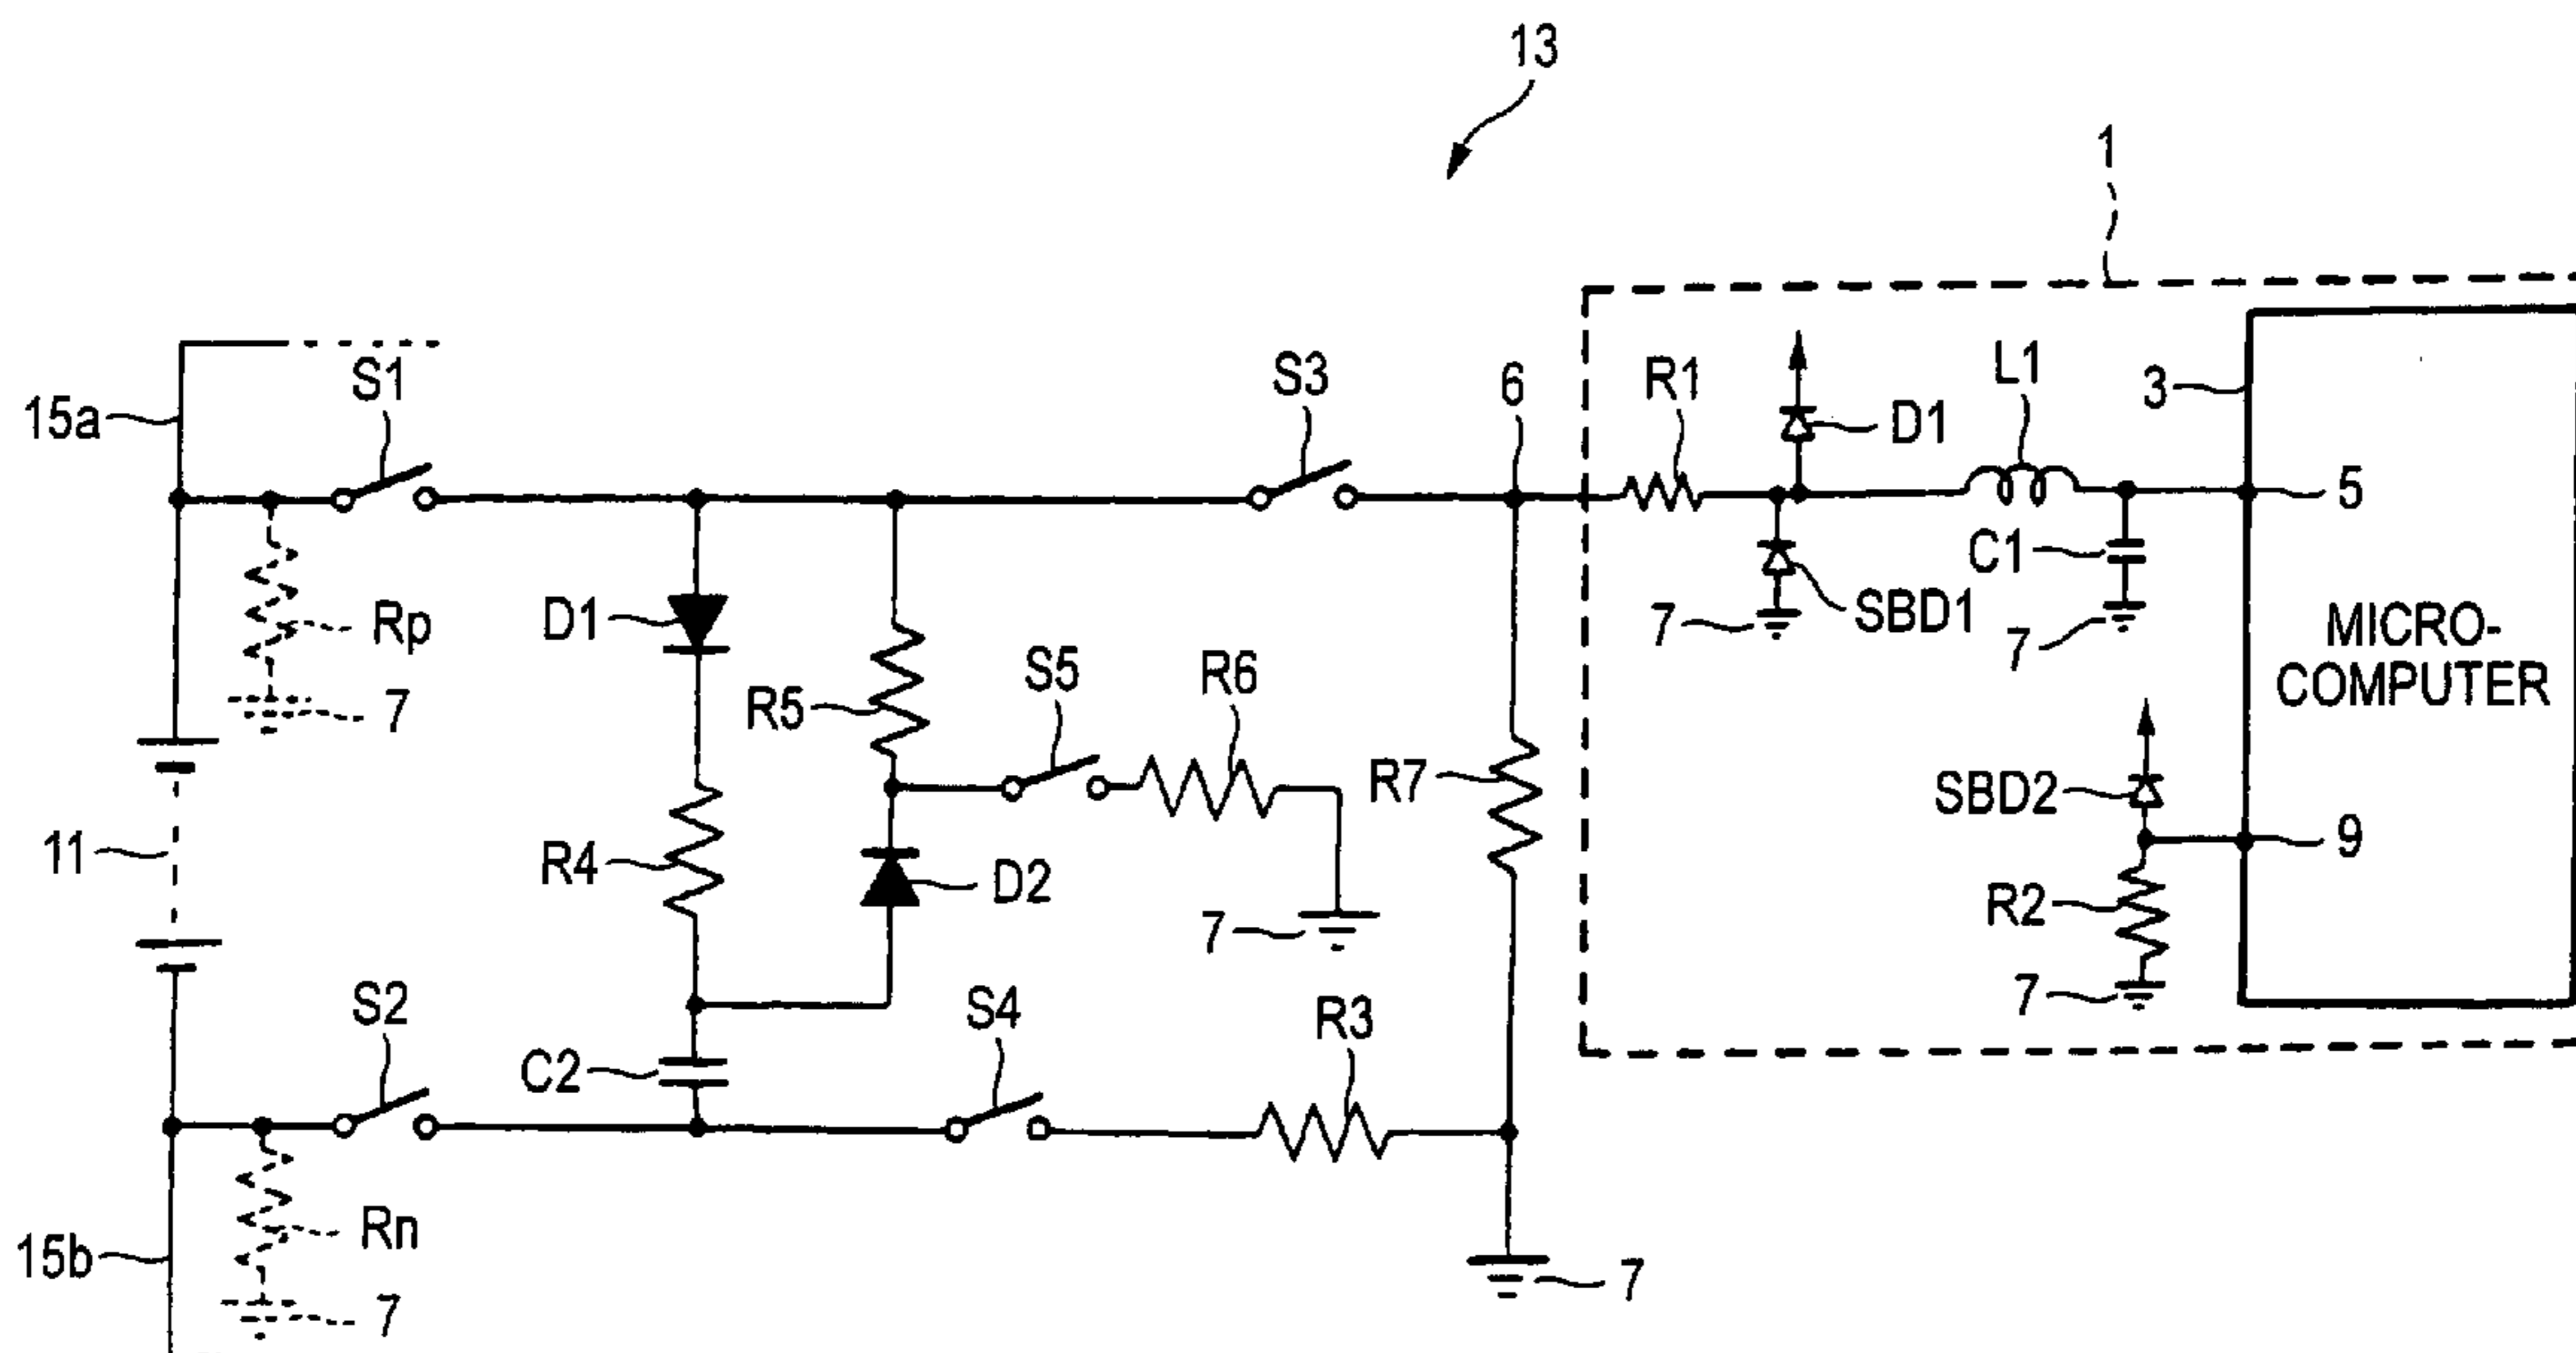 13
1
S1
S3
6
R1
D1
L1
3
5
15a
Rp
7
D1
R5
S5
R6
R7
7
SBD1
C1
7
MICRO-
COMPUTER
SBD2
9
11
R4
D2
7
R2
7
S2
C2
S4
R3
15b
Rn
7
7